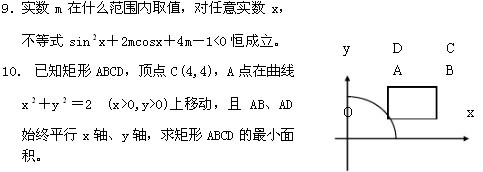 9. 实数 m 在什么范围内取值，对任意实数 x，
不等式 sin²x＋2mcosx＋4m－1<0 恒成立。
10. 已知矩形 ABCD，顶点 C(4,4)，A 点在曲线
x²＋y²＝2 (x>0,y>0)上移动，且 AB、AD
始终平行 x 轴、y 轴，求矩形 ABCD 的最小面
积。
y D C
A B
O x